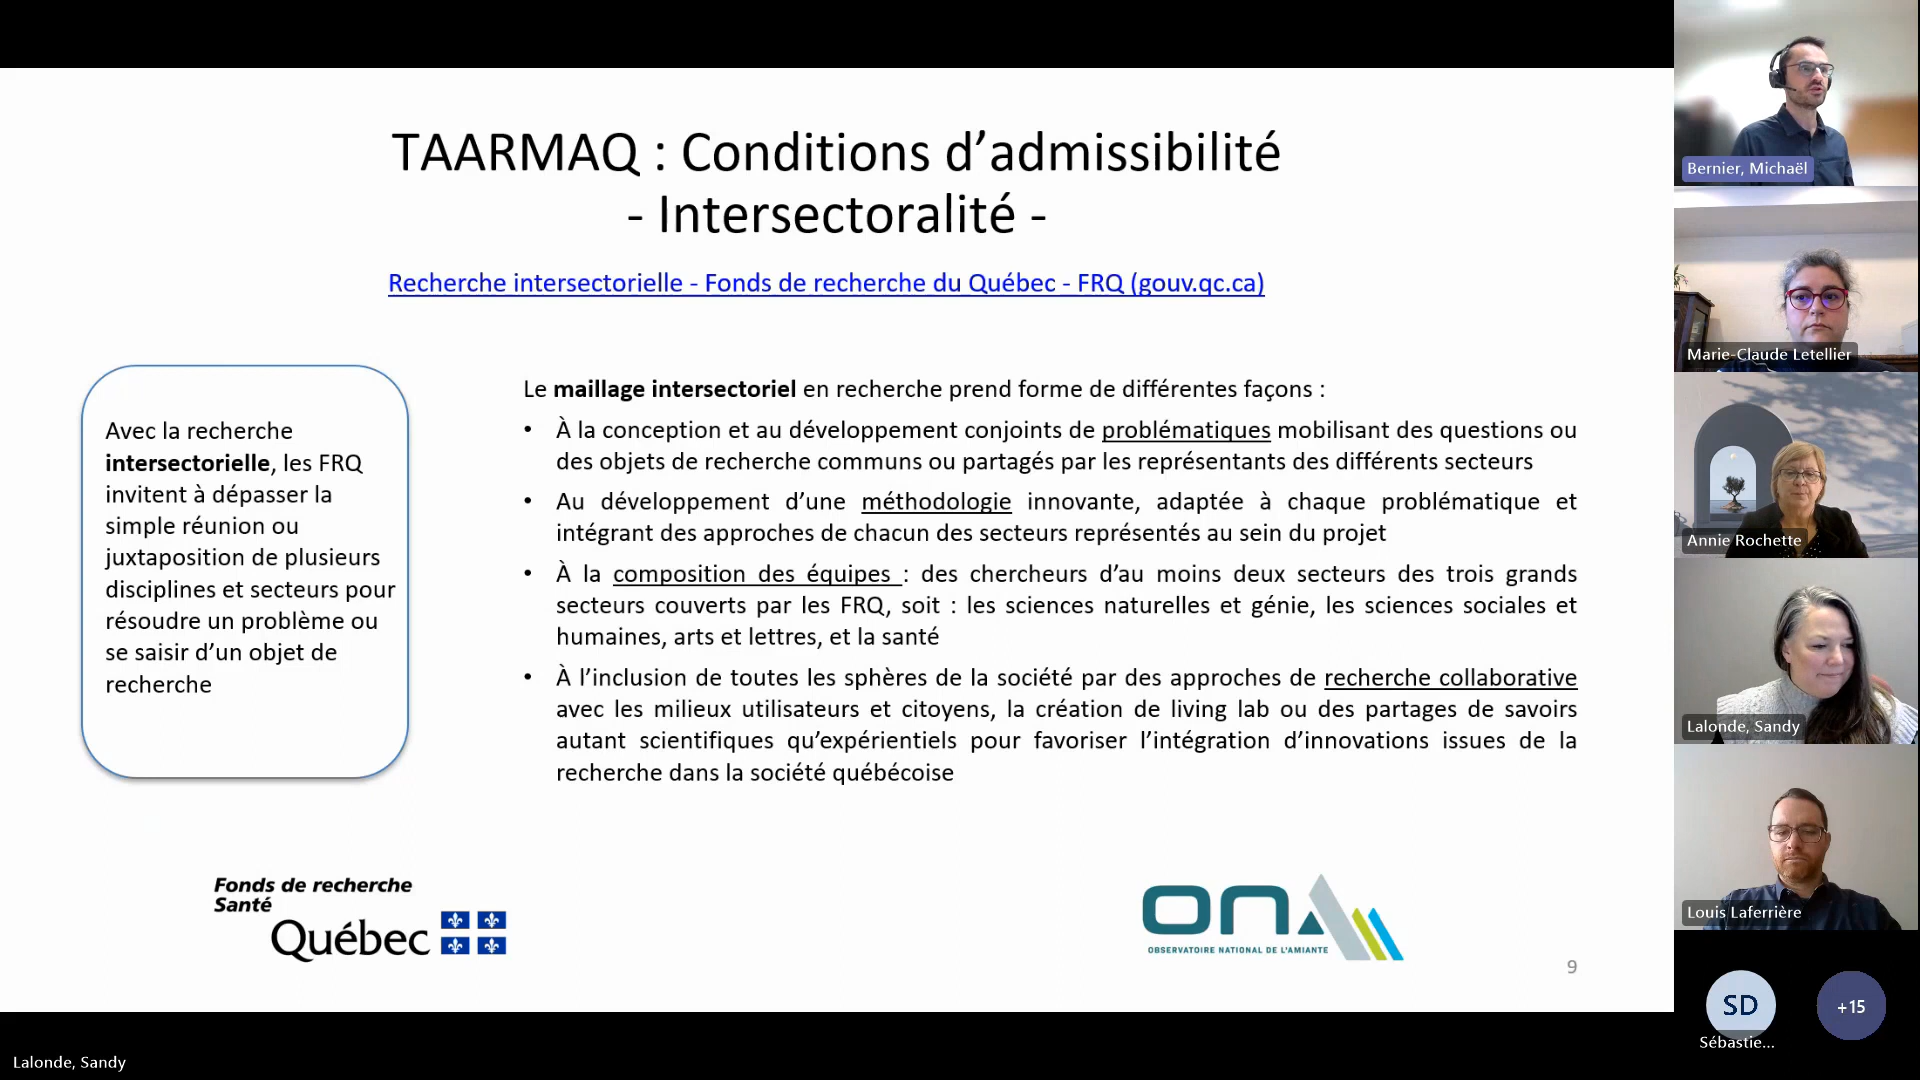 TAARMAQ : Conditions d’admissibilité
- Intersectoralité -
Recherche intersectorielle - Fonds de recherche du Québec - FRQ (gouv.qc.ca)
Avec la recherche
intersectorielle, les FRQ
invitent à dépasser la
simple réunion ou
juxtaposition de plusieurs
disciplines et secteurs pour
résoudre un problème ou
se saisir d’un objet de
recherche
Le maillage intersectoriel en recherche prend forme de différentes façons :
• À la conception et au développement conjoints de problématiques mobilisant des questions ou
des objets de recherche communs ou partagés par les représentants des différents secteurs
• Au développement d’une méthodologie innovante, adaptée à chaque problématique et
intégrant des approches de chacun des secteurs représentés au sein du projet
• À la composition des équipes : des chercheurs d’au moins deux secteurs des trois grands
secteurs couverts par les FRQ, soit : les sciences naturelles et génie, les sciences sociales et
humaines, arts et lettres, et la santé
• À l’inclusion de toutes les sphères de la société par des approches de recherche collaborative
avec les milieux utilisateurs et citoyens, la création de living lab ou des partages de savoirs
autant scientifiques qu’expérientiels pour favoriser l’intégration d’innovations issues de la
recherche dans la société québécoise
Fonds de recherche
Santé
Québec
ONA
OBSERVATOIRE NATIONAL DE L'AMIANTE
9
Bernier, Michaël
Marie-Claude Letellier
Annie Rochette
Lalonde, Sandy
Louis Laferrière
SD
+15
Sébastie...
Lalonde, Sandy